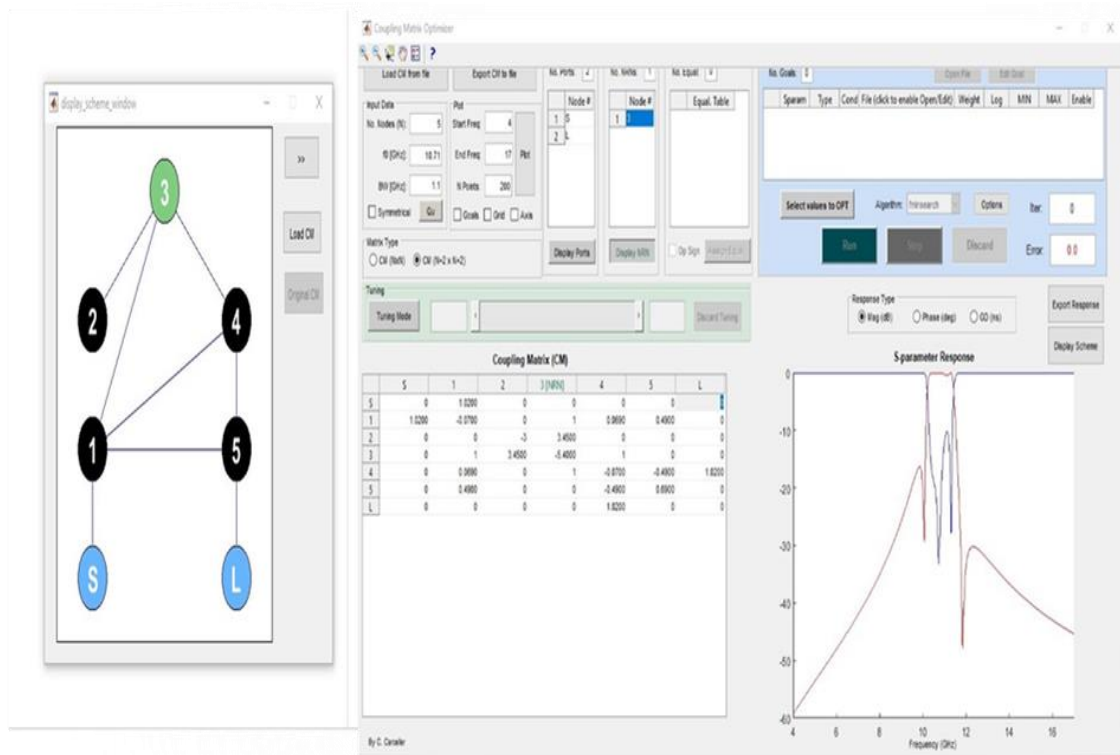 display_scheme_window
3
2
4
1
5
S
L
>>
Load CM
Original CM
Coupling Matrix Optimizer
Load CM from file
Export CM to file
No. Ports: 2
No. NRNs: 1
No. Equal: 0
Input Data
No. Nodes (N): 5
f0 [GHz]: 10.71
BW [GHz]: 1.1
Symmetrical
Go
Plot
Start Freq: 4
End Freq: 17
N Points: 200
Plot
Goals Grid Axis
Matrix Type
CM (NxN) CM (N+2 x N+2)
Node #
1 S
2 L
Display Ports
Node #
1 3
Display NRN
Equal. Table
Op Sign
No. Goals: 0
Open File
Edit Goal
Sparam Type Cond File (click to enable Open/Edit) Weight Log MIN MAX Enable
Select values to OPT
Algorithm: fminsearch
Options
Iter: 0
Run
Stop
Discard
Error: 0.0
Tuning
Tuning Mode
Discard Tuning
Response Type
Mag (dB) Phase (deg) GD (ns)
Export Response
Display Scheme
Coupling Matrix (CM)
S 1 2 3 [NRN] 4 5 L
S 0 1.0200 0 0 0 0
1 1.0200 -0.0700 0 1 0.0690 0.4900 0
2 0 0 -3 3.4500 0 0 0
3 0 1 3.4500 -5.4000 1 0 0
4 0 0.0690 0 1 -0.0700 -0.4900 1.0200
5 0 0.4900 0 0 -0.4900 0.6900 0
L 0 0 0 0 1.0200 0 0
S-parameter Response
0
-10
-20
-30
-40
-50
-60
4 6 8 10 12 14 16
Frequency (GHz)
By C. Carceller